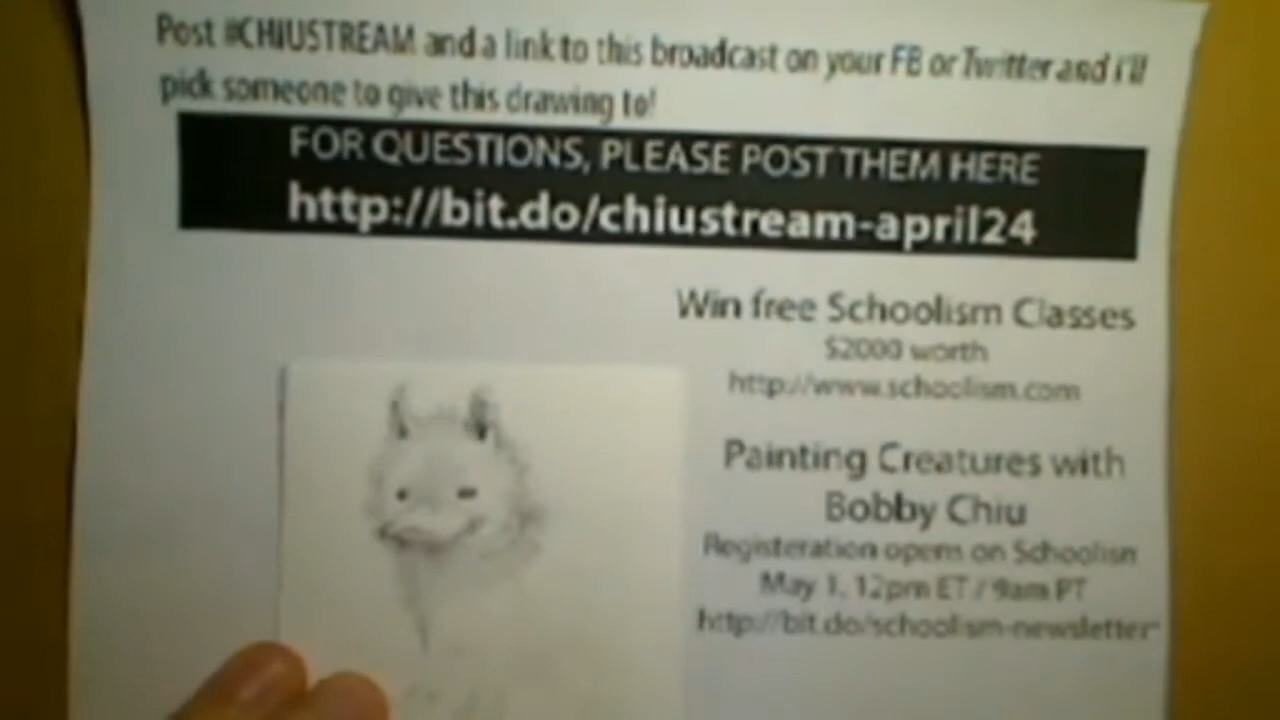 Post #CHIUSTREAM and a link to this broadcast on your FB or Twitter and i'll
pick someone to give this drawing to!
FOR QUESTIONS, PLEASE POST THEM HERE
http://bit.do/chiustream-april24
Win free Schoolism Classes
$2000 worth
http://www.schoolism.com
Painting Creatures with
Bobby Chiu
Registeration opens on Schoolism
May 1, 12pm ET / 9am PT
http://bit.do/schoolism-newsletter